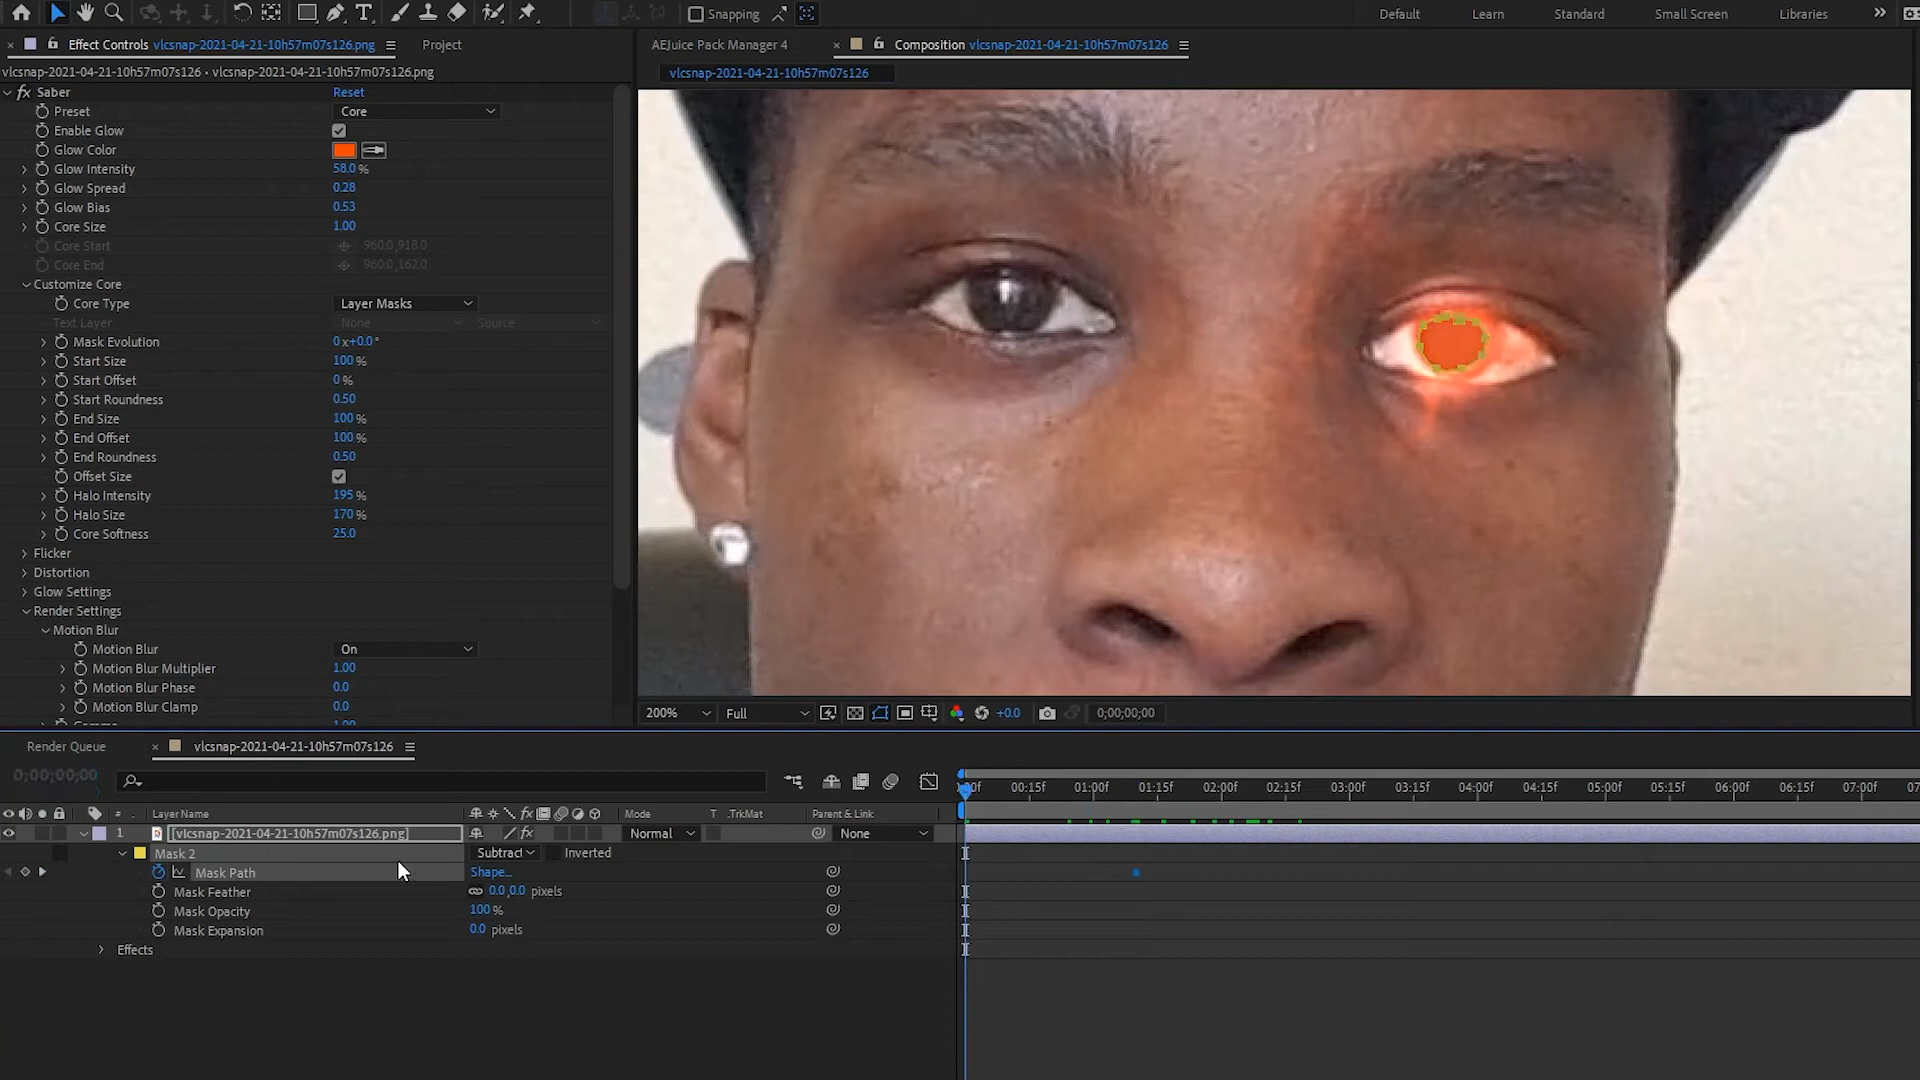 Snapping
Default Learn Standard Small Screen Libraries
Effect Controls vlcsnap-2021-04-21-10h57m07s126.png Project
AEJuice Pack Manager 4 Composition vlcsnap-2021-04-21-10h57m07s126
vlcsnap-2021-04-21-10h57m07s126 • vlcsnap-2021-04-21-10h57m07s126.png
vlcsnap-2021-04-21-10h57m07s126
fx Saber Reset
Preset Core
Enable Glow
Glow Color
Glow Intensity 58.0 %
Glow Spread 0.28
Glow Bias 0.53
Core Size 1.00
Core Start 960.0,918.0
Core End 960.0,162.0
Customize Core
Core Type Layer Masks
Text Layer None Source
Mask Evolution 0x+0.0°
Start Size 100 %
Start Offset 0 %
Start Roundness 0.50
End Size 100 %
End Offset 100 %
End Roundness 0.50
Offset Size
Halo Intensity 195 %
Halo Size 170 %
Core Softness 25.0
Flicker
Distortion
Glow Settings
Render Settings
Motion Blur
Motion Blur On
Motion Blur Multiplier 1.00
Motion Blur Phase 0.0
Motion Blur Clamp 0.0
200% Full +0.0 0;00;00;00
Render Queue vlcsnap-2021-04-21-10h57m07s126
0;00;00;00
00:15f 01:00f 01:15f 02:00f 02:15f 03:00f 03:15f 04:00f 04:15f 05:00f 05:15f 06:00f 06:15f 07:00f
# Layer Name fx Mode T .TrkMat Parent & Link
1 [vlcsnap-2021-04-21-10h57m07s126.png] fx Normal None
Mask 2 Subtract Inverted
Mask Path Shape...
Mask Feather 0.0,0.0 pixels
Mask Opacity 100 %
Mask Expansion 0.0 pixels
Effects